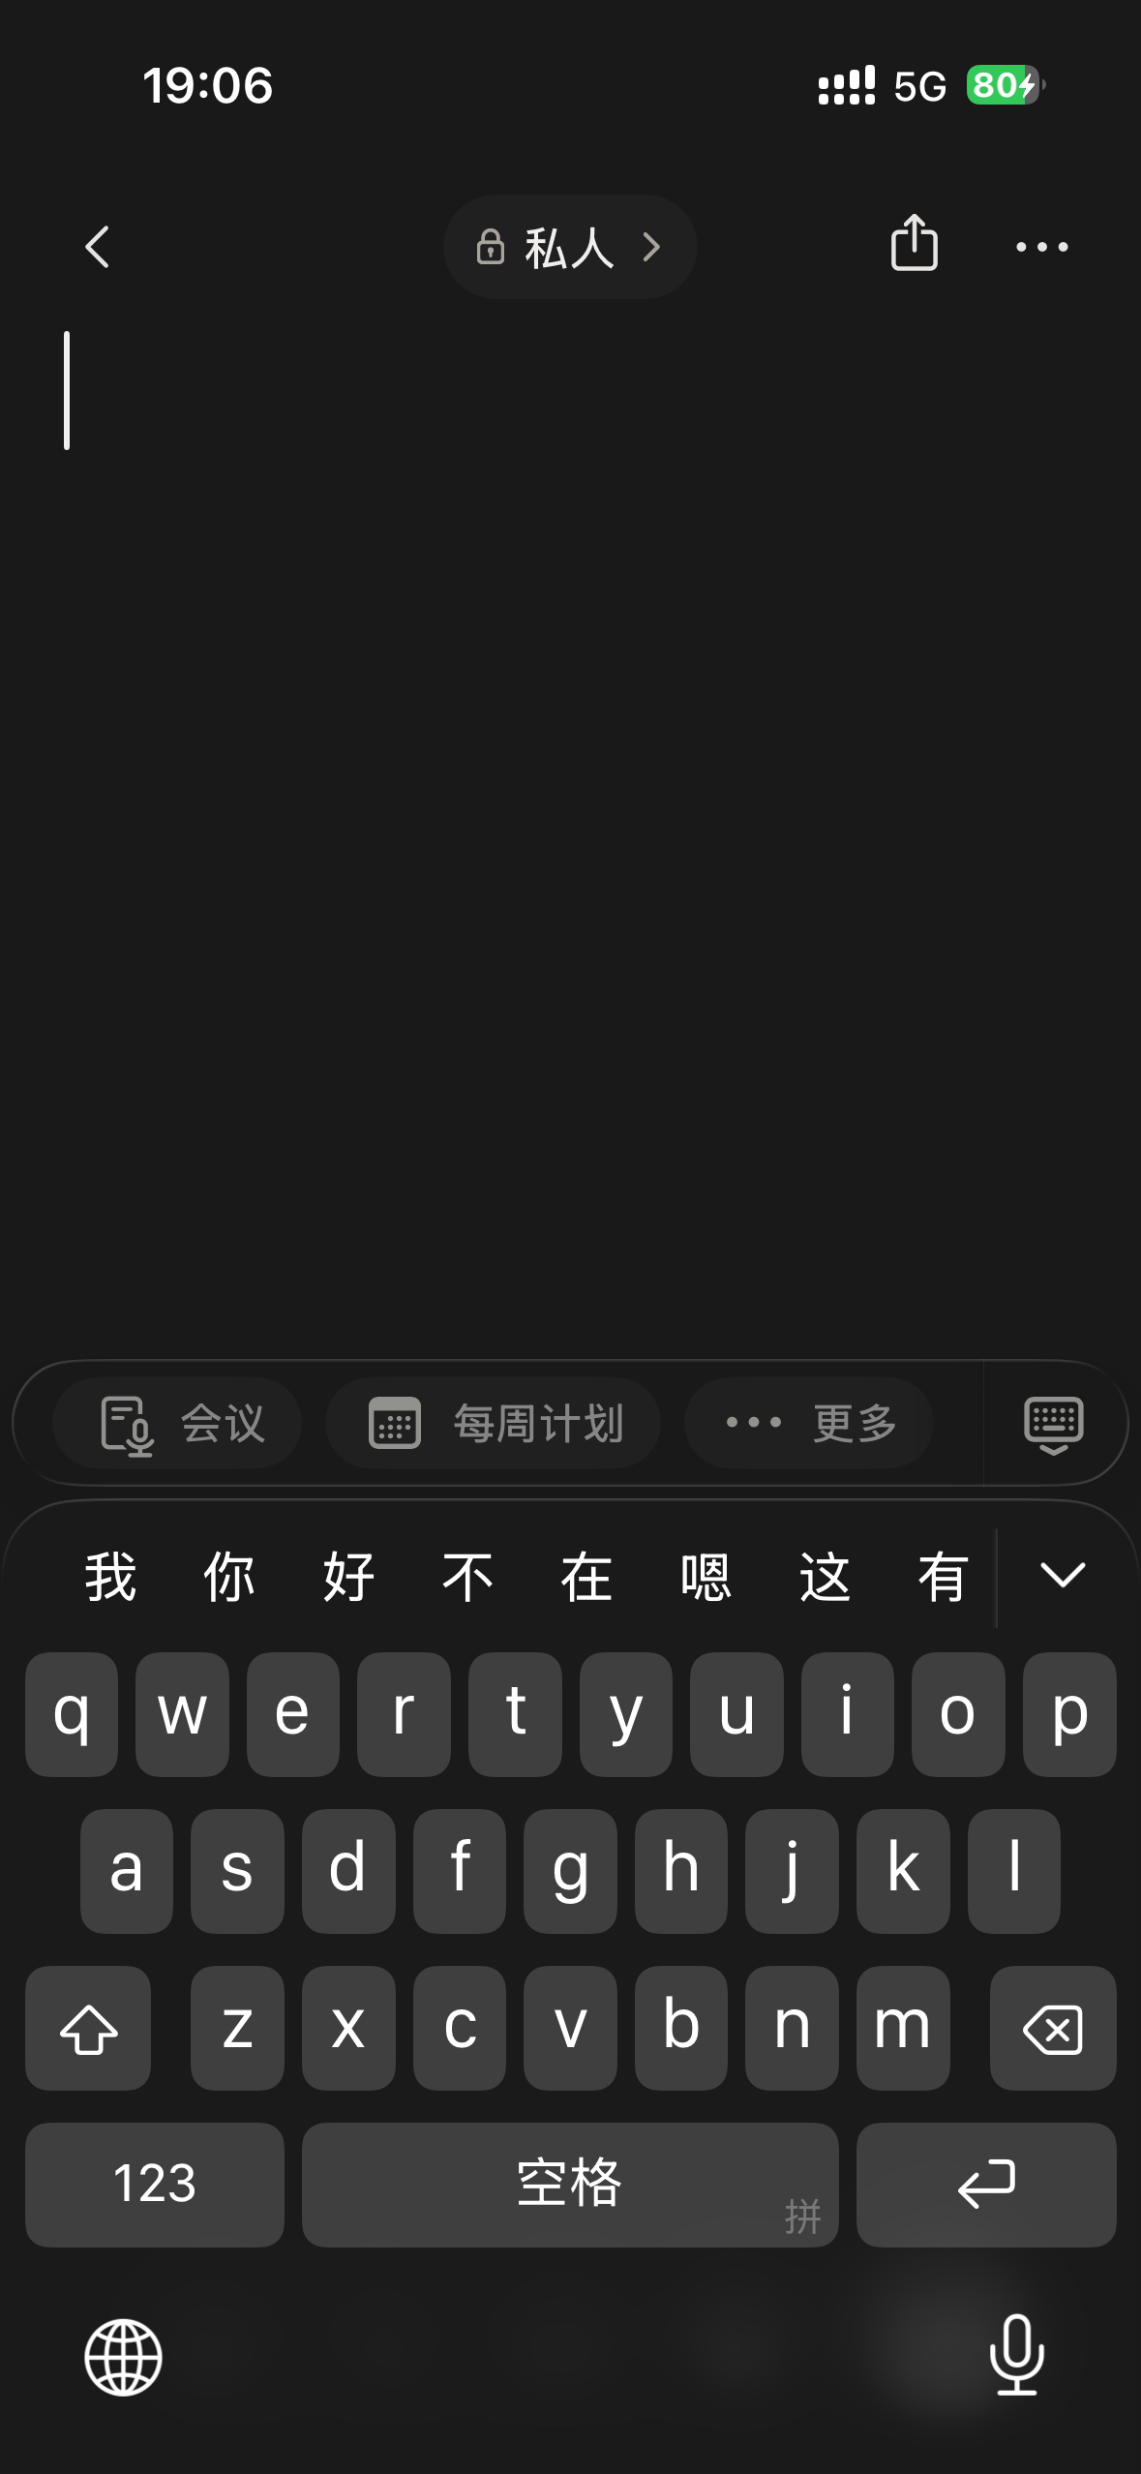 19:06 5G 80
私人
会议 每周计划 更多
我 你 好 不 在 嗯 这 有
q w e r t y u i o p
a s d f g h j k l
z x c v b n m
123 空格 拼